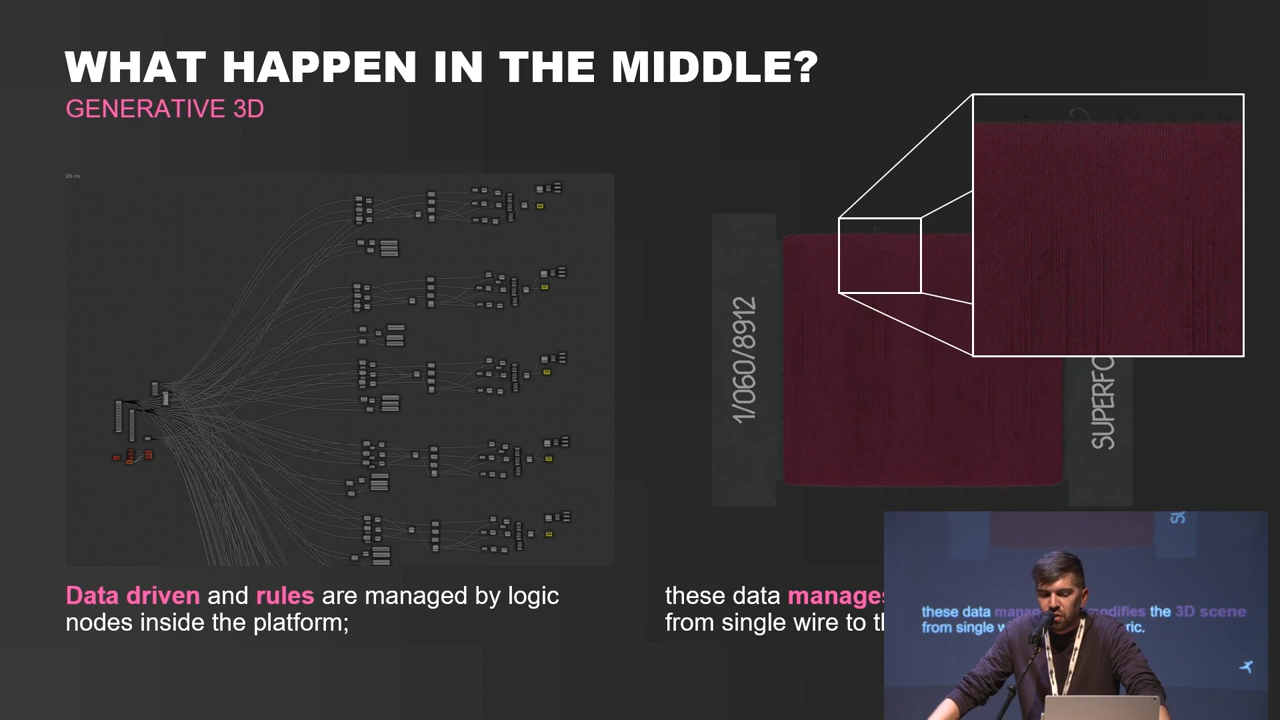 WHAT HAPPEN IN THE MIDDLE?
GENERATIVE 3D
1/060/8912
SUPERFO
Data driven and rules are managed by logic
nodes inside the platform;
these data manages
from single wire to th
these data mana modifies the 3D scene
from single w ric.